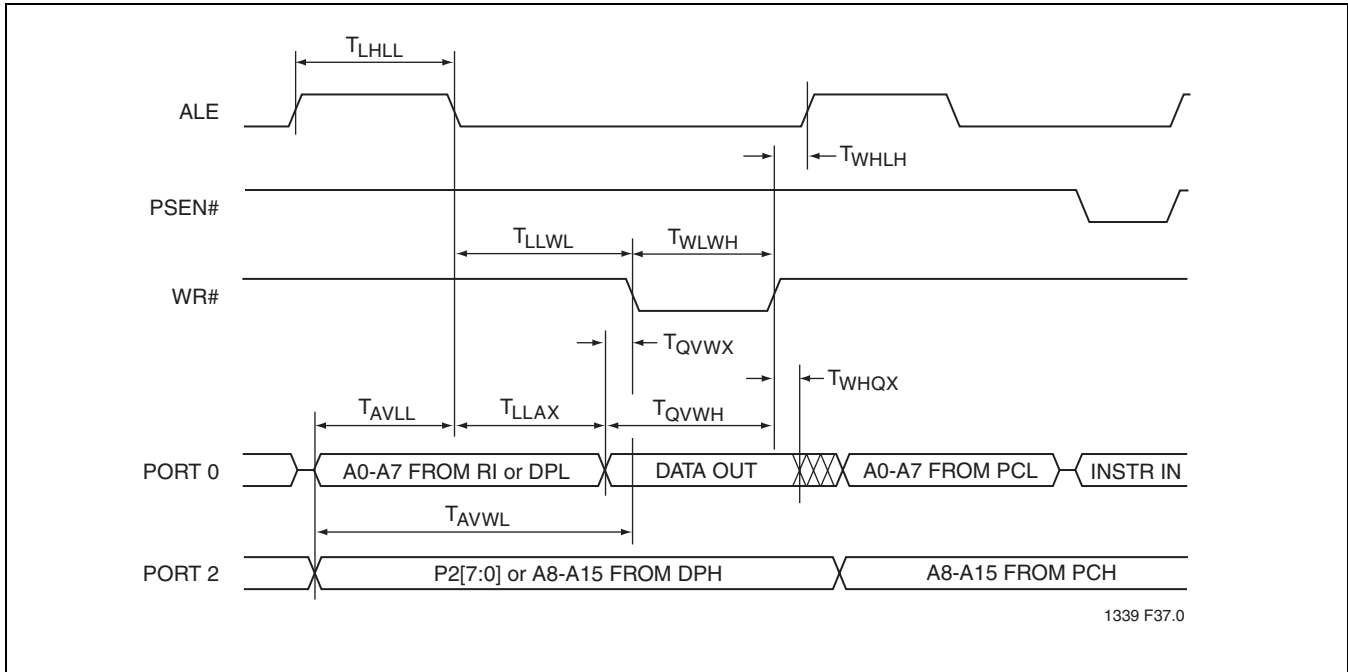 TLHLL
ALE
TWHLH
PSEN#
TLLWL
TWLWH
WR#
TQVWX
TWHQX
TAVLL
TLLAX
TQVWH
PORT 0
A0-A7 FROM RI or DPL
DATA OUT
A0-A7 FROM PCL
INSTR IN
TAVWL
PORT 2
P2[7:0] or A8-A15 FROM DPH
A8-A15 FROM PCH
1339 F37.0